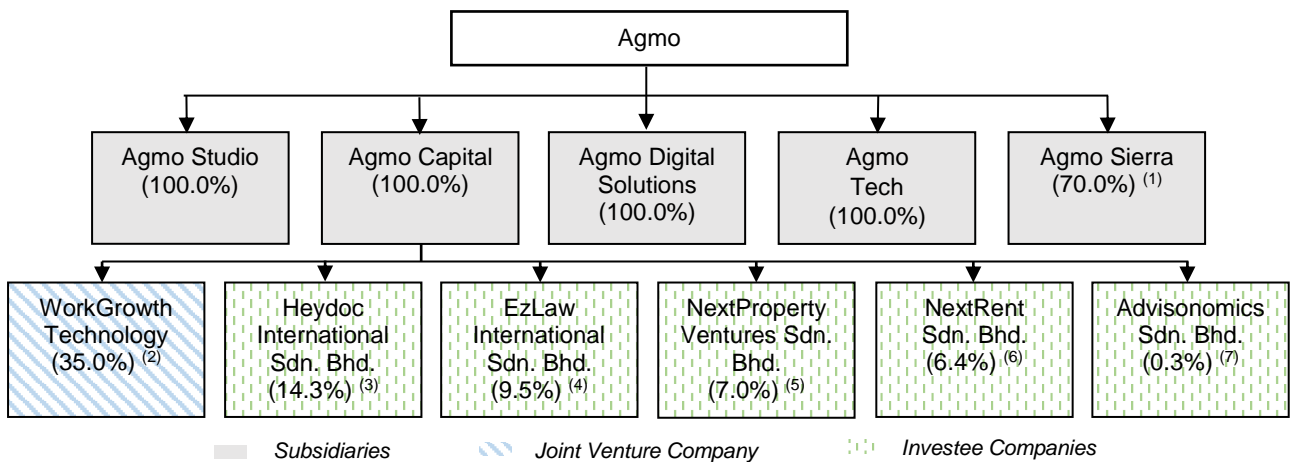 Agmo
Agmo Studio
(100.0%)
Agmo Capital
(100.0%)
Agmo Digital
Solutions
(100.0%)
Agmo
Tech
(100.0%)
Agmo Sierra
(70.0%) (1)
WorkGrowth
Technology
(35.0%) (2)
Heydoc
International
Sdn. Bhd.
(14.3%) (3)
EzLaw
International
Sdn. Bhd.
(9.5%) (4)
NextProperty
Ventures Sdn.
Bhd.
(7.0%) (5)
NextRent
Sdn. Bhd.
(6.4%) (6)
Advisonomics
Sdn. Bhd.
(0.3%) (7)
Subsidiaries
Joint Venture Company
Investee Companies